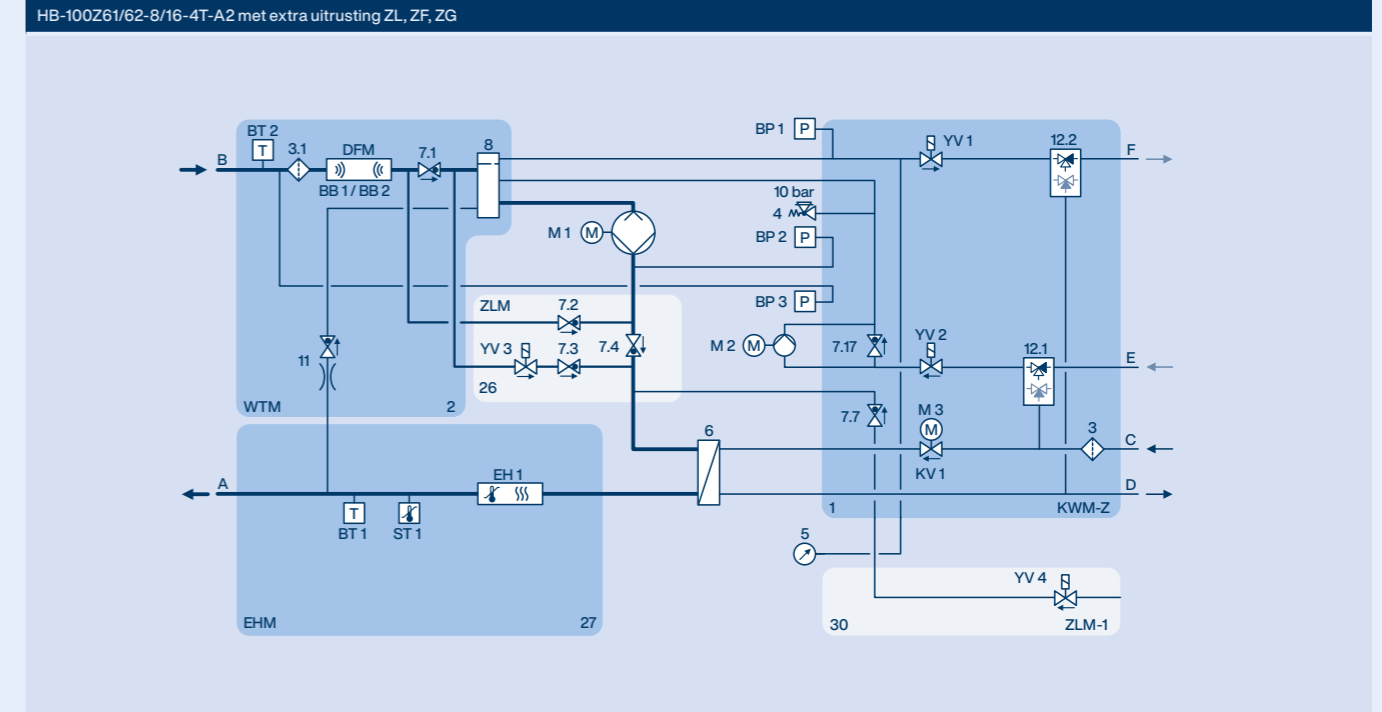 HB-100Z61/62-8/16-4T-A2 met extra uitrusting ZL, ZF, ZG
BT 2
T
B
3.1
DFM
BB 1 / BB 2
7.1
8
BP 1
P
YV 1
12.2
F
10 bar
4
M 1
M
BP 2
P
BP 3
P
ZLM
7.2
YV 3
7.3
7.4
26
M 2
M
7.17
YV 2
12.1
E
11
WTM
2
7.7
M 3
M
KV 1
3
C
6
A
EH 1
D
T
BT 1
ST 1
1
KWM-Z
5
YV 4
EHM
27
30
ZLM-1